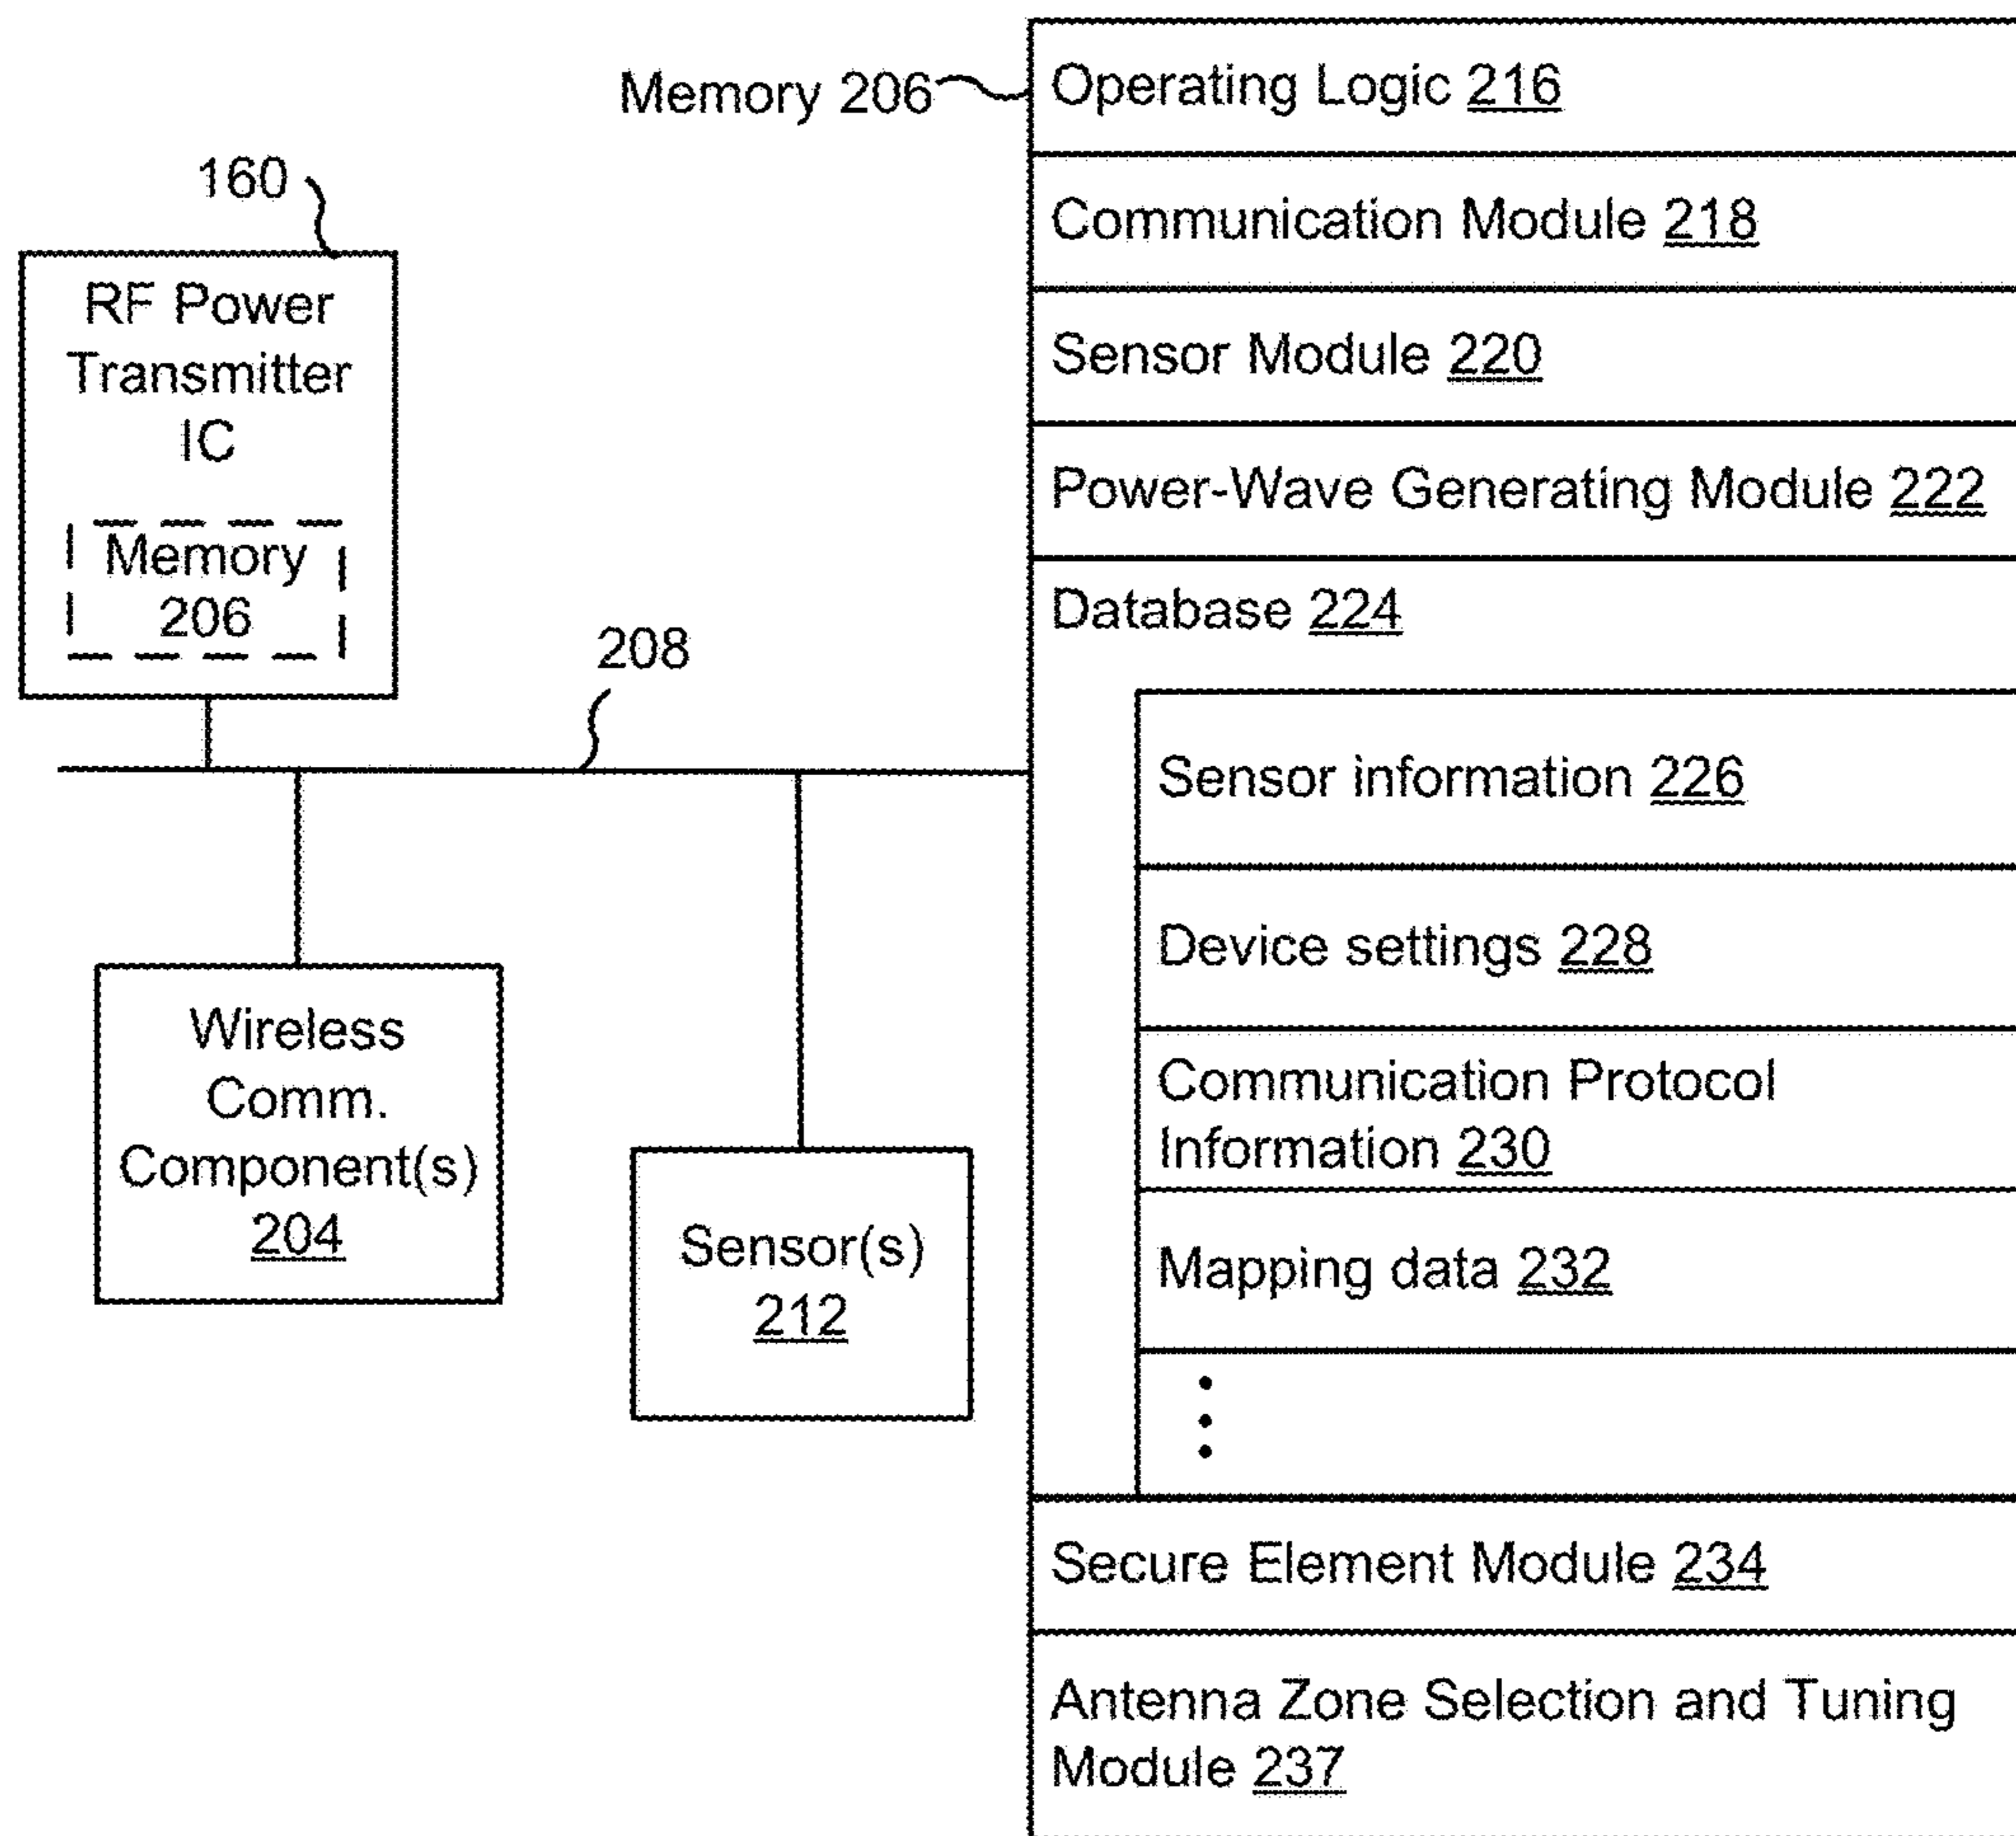 160
RF Power
Transmitter
IC
Memory
206
208
Wireless
Comm.
Component(s)
204
Sensor(s)
212
Memory 206
Operating Logic 216
Communication Module 218
Sensor Module 220
Power-Wave Generating Module 222
Database 224
Sensor information 226
Device settings 228
Communication Protocol
Information 230
Mapping data 232
Secure Element Module 234
Antenna Zone Selection and Tuning
Module 237